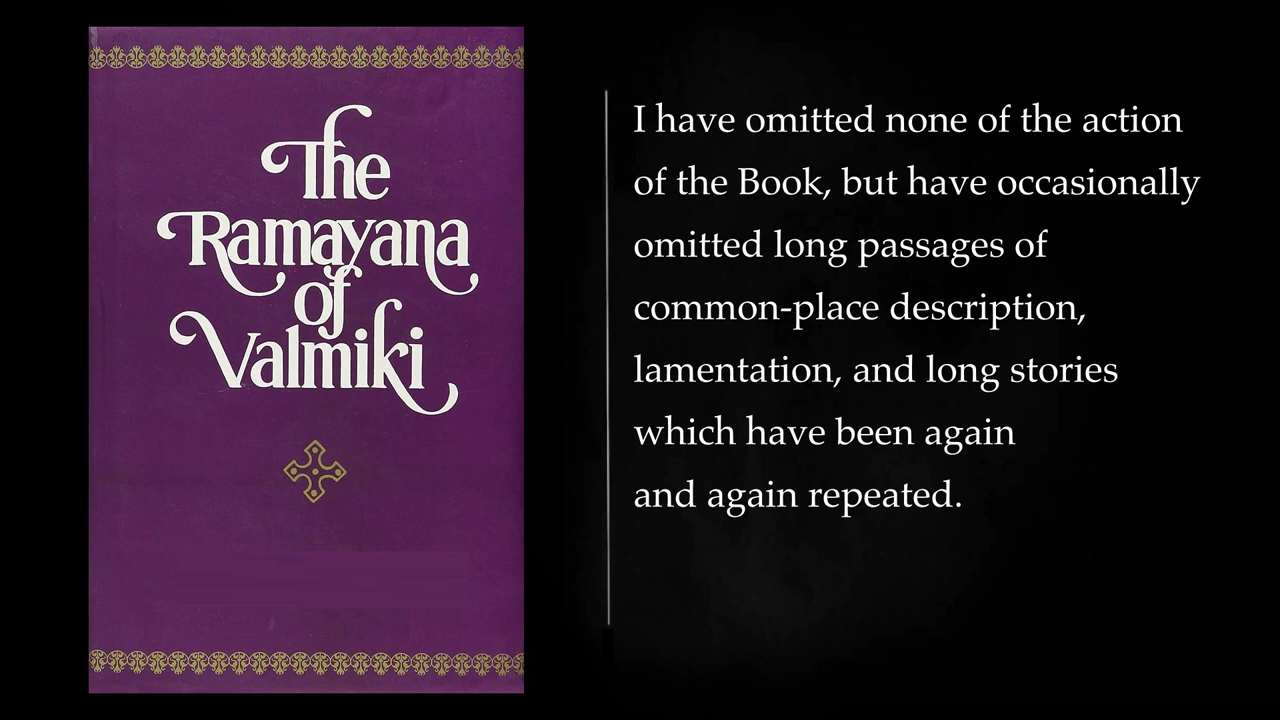 The
Ramayana
of
Valmiki
I have omitted none of the action
of the Book, but have occasionally
omitted long passages of
common-place description,
lamentation, and long stories
which have been again
and again repeated.